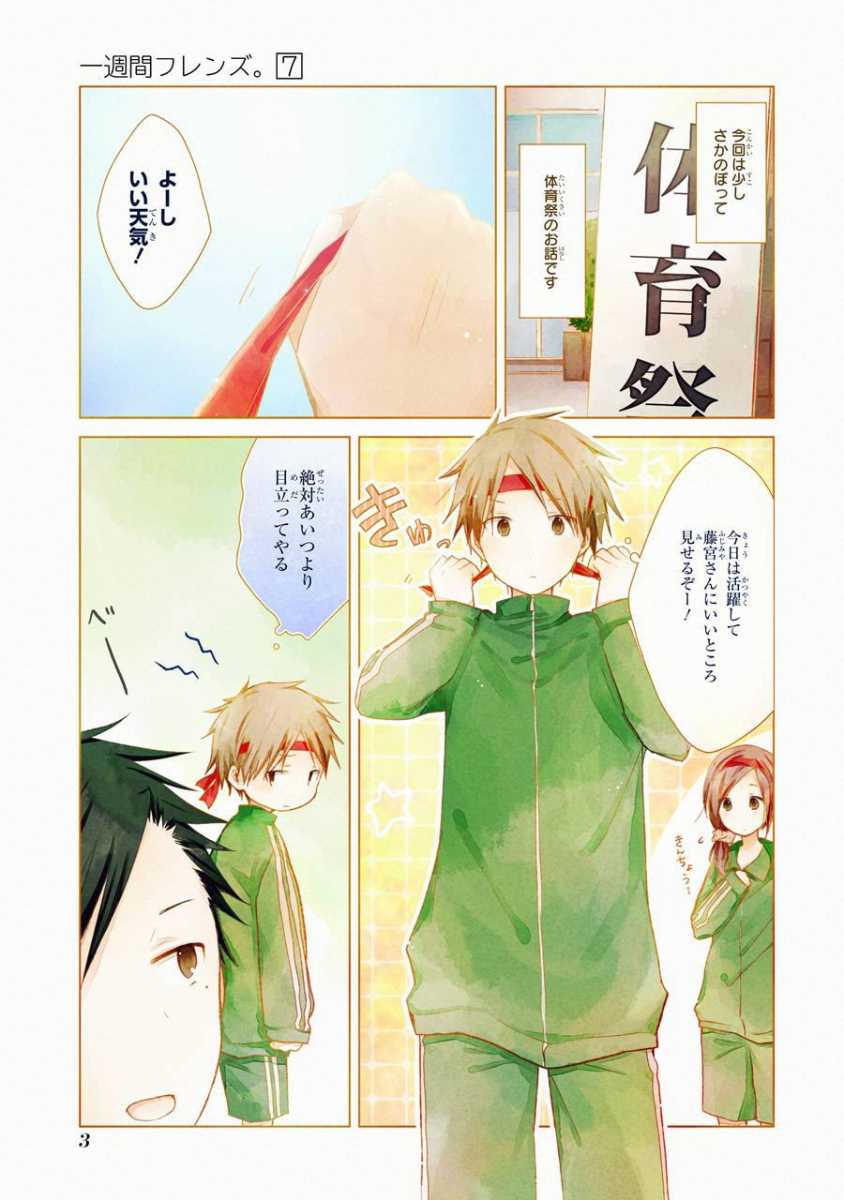 一週間フレンズ。7
今回は少し
さかのぼって
体育祭のお話です
体育祭
よーし
いい天気！
今日は活躍して
藤宮さんにいいところ
見せるぞー！
きゅっ
きんちょう…
絶対あいつより
目立ってやる
べー
3